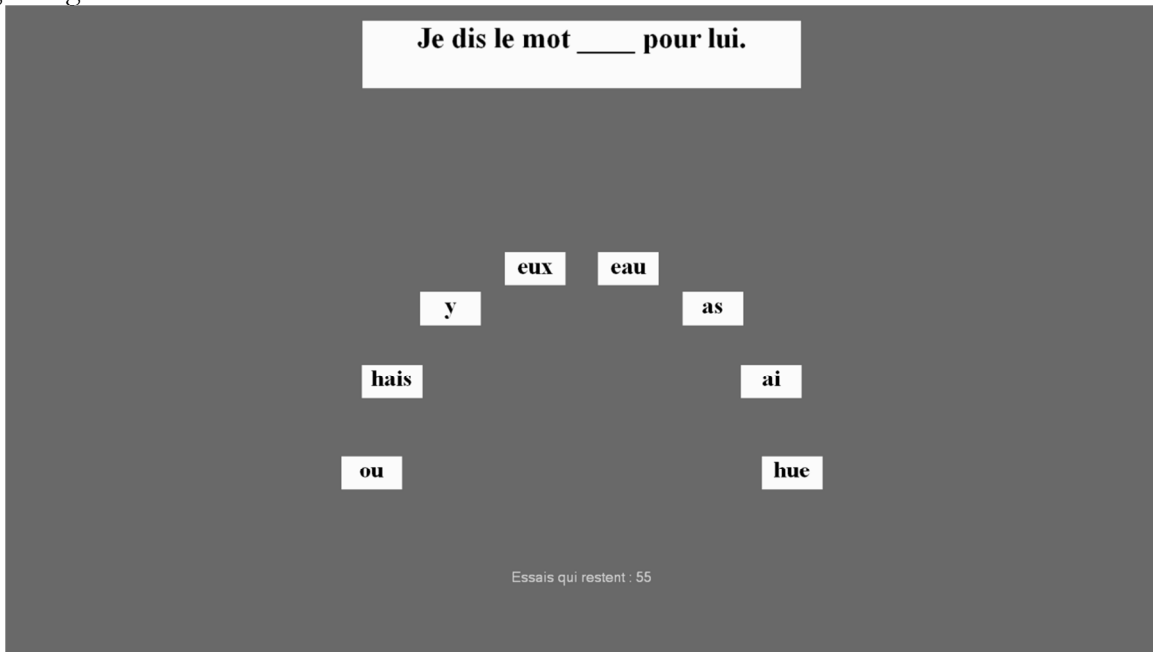 Je dis le mot ____ pour lui.
eux
eau
y
as
hais
ai
ou
hue
Essais qui restent : 55